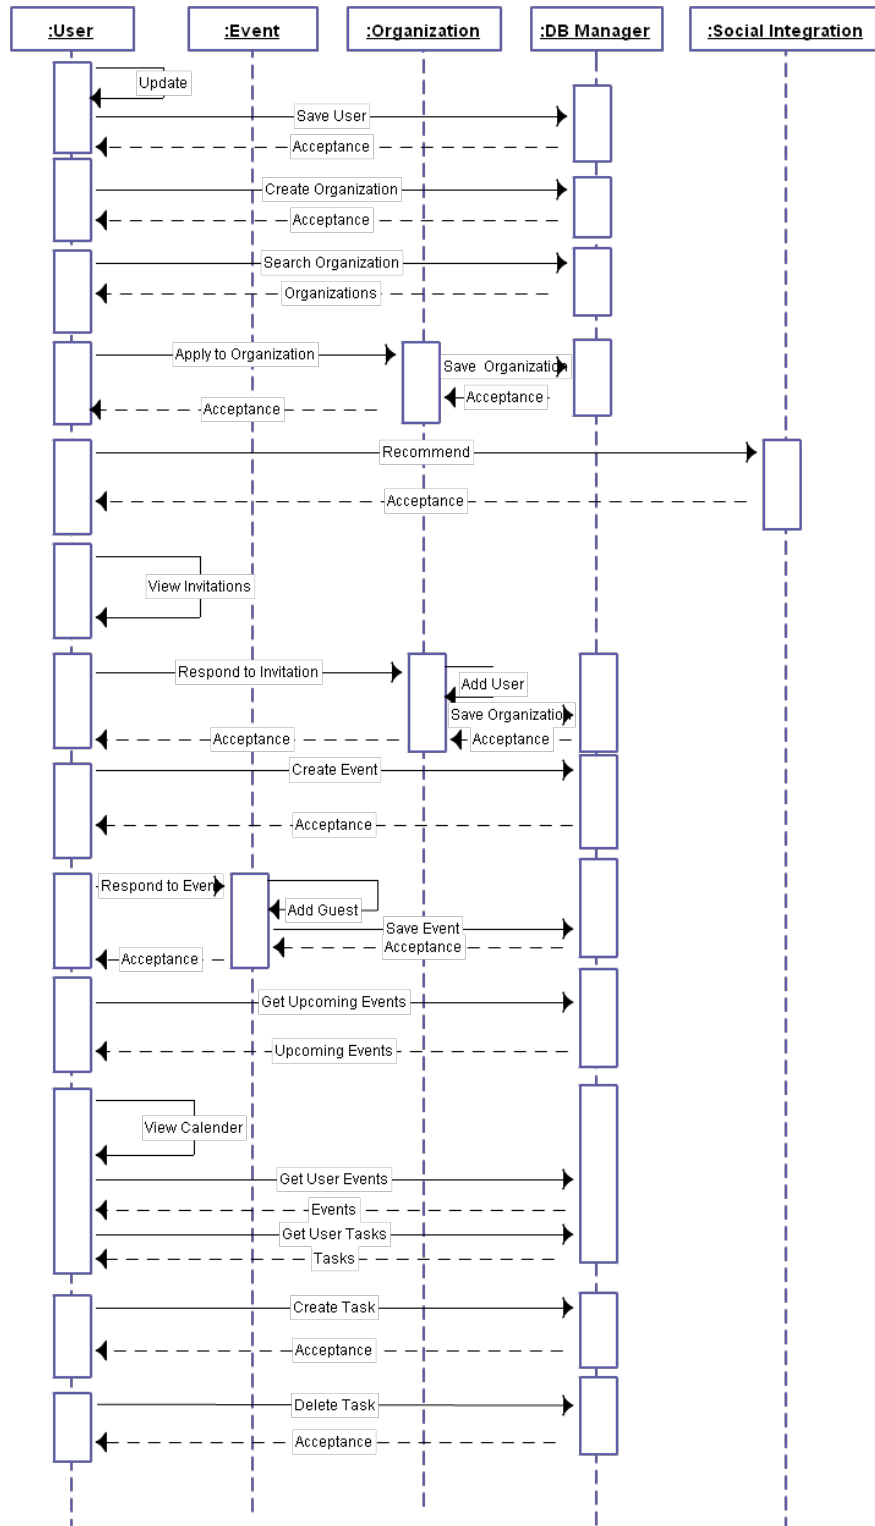 :User
:Event
:Organization
:DB Manager
:Social Integration
Update
Save User
Acceptance
Create Organization
Acceptance
Search Organization
Organizations
Apply to Organization
Save Organization
Acceptance
Acceptance
Recommend
Acceptance
View Invitations
Respond to Invitation
Add User
Save Organization
Acceptance
Acceptance
Create Event
Acceptance
Respond to Event
Add Guest
Save Event
Acceptance
Acceptance
Get Upcoming Events
Upcoming Events
View Calender
Get User Events
Events
Get User Tasks
Tasks
Create Task
Acceptance
Delete Task
Acceptance